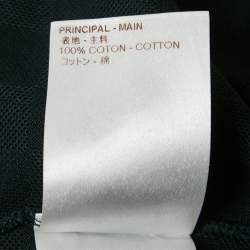 PRINCIPAL - MAIN
表地 - 主料
100% COTON - COTTON
コットン - 綿